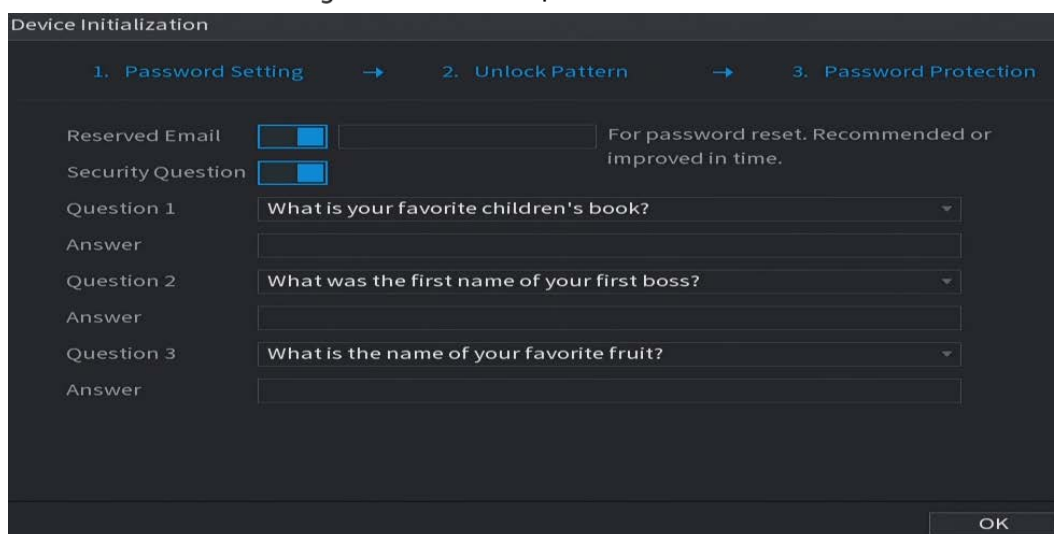 Device Initialization
1. Password Setting → 2. Unlock Pattern → 3. Password Protection
Reserved Email For password reset. Recommended or
improved in time.
Security Question
Question 1 What is your favorite children's book?
Answer
Question 2 What was the first name of your first boss?
Answer
Question 3 What is the name of your favorite fruit?
Answer
OK